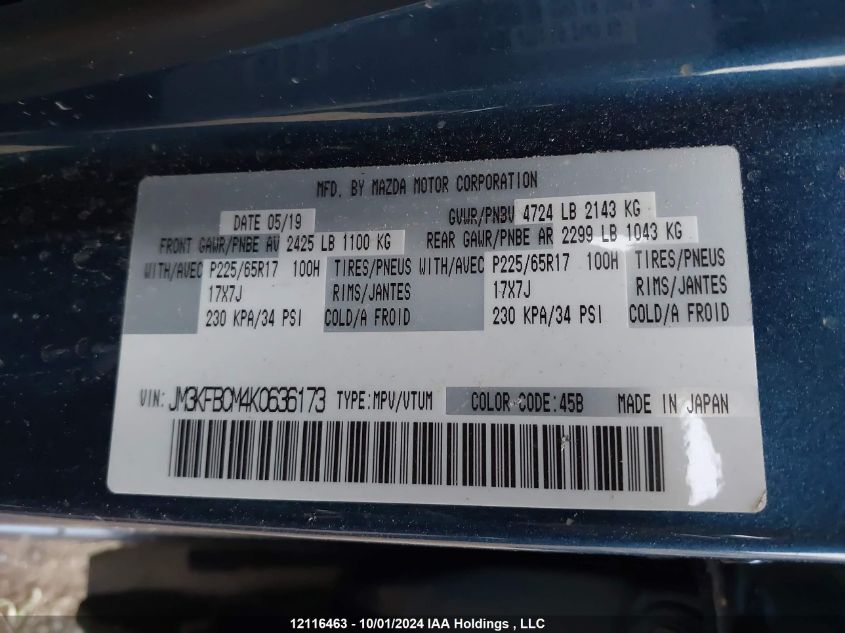 MFD. BY MAZDA MOTOR CORPORATION
DATE 05/19 GVWR/PNBV 4724 LB 2143 KG
FRONT GAWR/PNBE AV 2425 LB 1100 KG REAR GAWR/PNBE AR 2299 LB 1043 KG
WITH/AVEC P225/65R17 100H TIRES/PNEUS WITH/AVEC P225/65R17 100H TIRES/PNEUS
17X7J RIMS/JANTES 17X7J RIMS/JANTES
230 KPA/34 PSI COLD/A FROID 230 KPA/34 PSI COLD/A FROID
VIN: JM3KFBCM4K0636173 TYPE:MPV/VTUM COLOR CODE:45B MADE IN JAPAN
12116463 - 10/01/2024 IAA Holdings , LLC